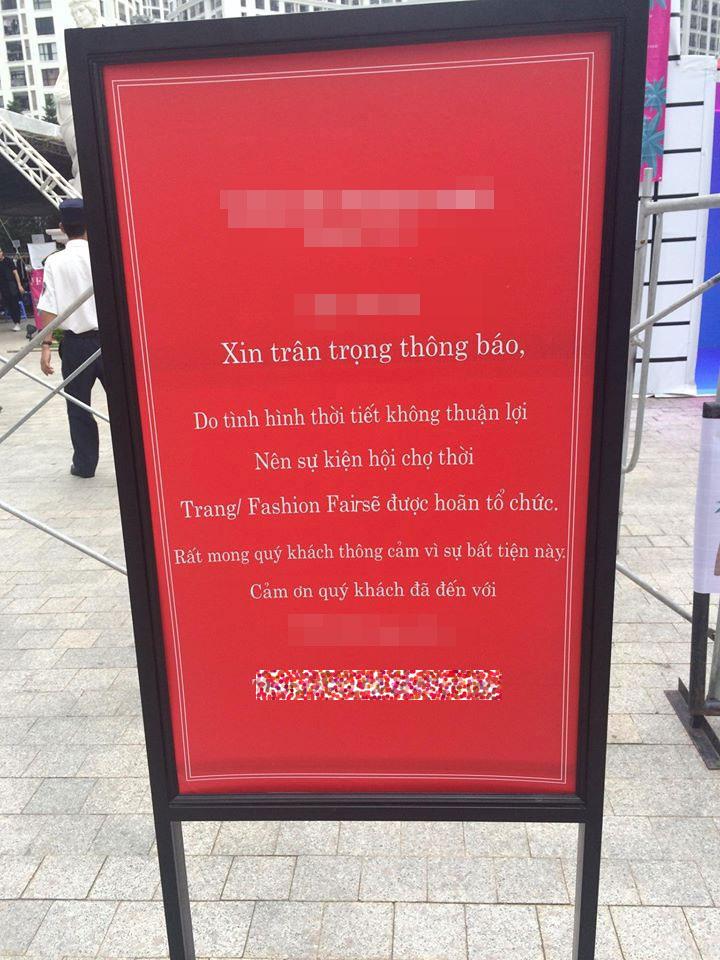 Xin trân trọng thông báo,
Do tình hình thời tiết không thuận lợi
Nên sự kiện hội chợ thời
Trang/ Fashion Fairsẽ được hoãn tổ chức.
Rất mong quý khách thông cảm vì sự bất tiện này.
Cảm ơn quý khách đã đến với